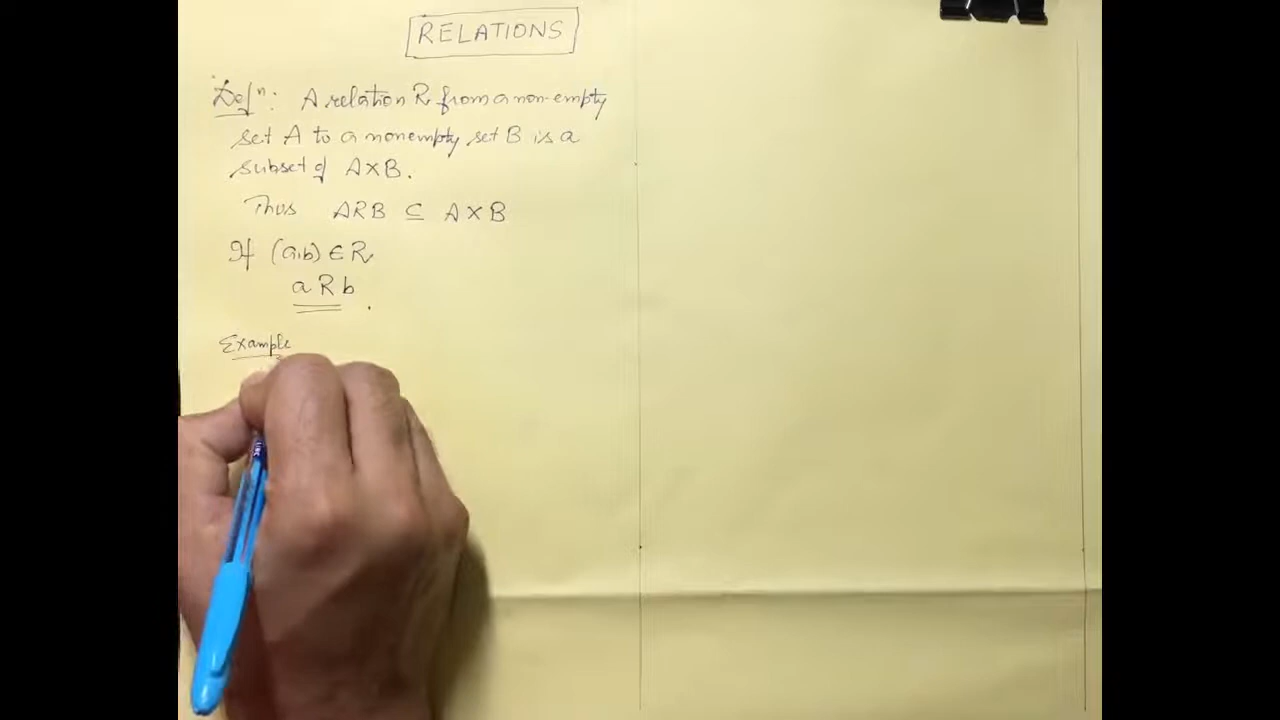 RELATIONS
Defⁿ: A relation R from a non-empty
set A to a nonempty set B is a
subset of A×B.
Thus ARB ⊆ A×B
If (a,b) ∈ R
aRb.
Example